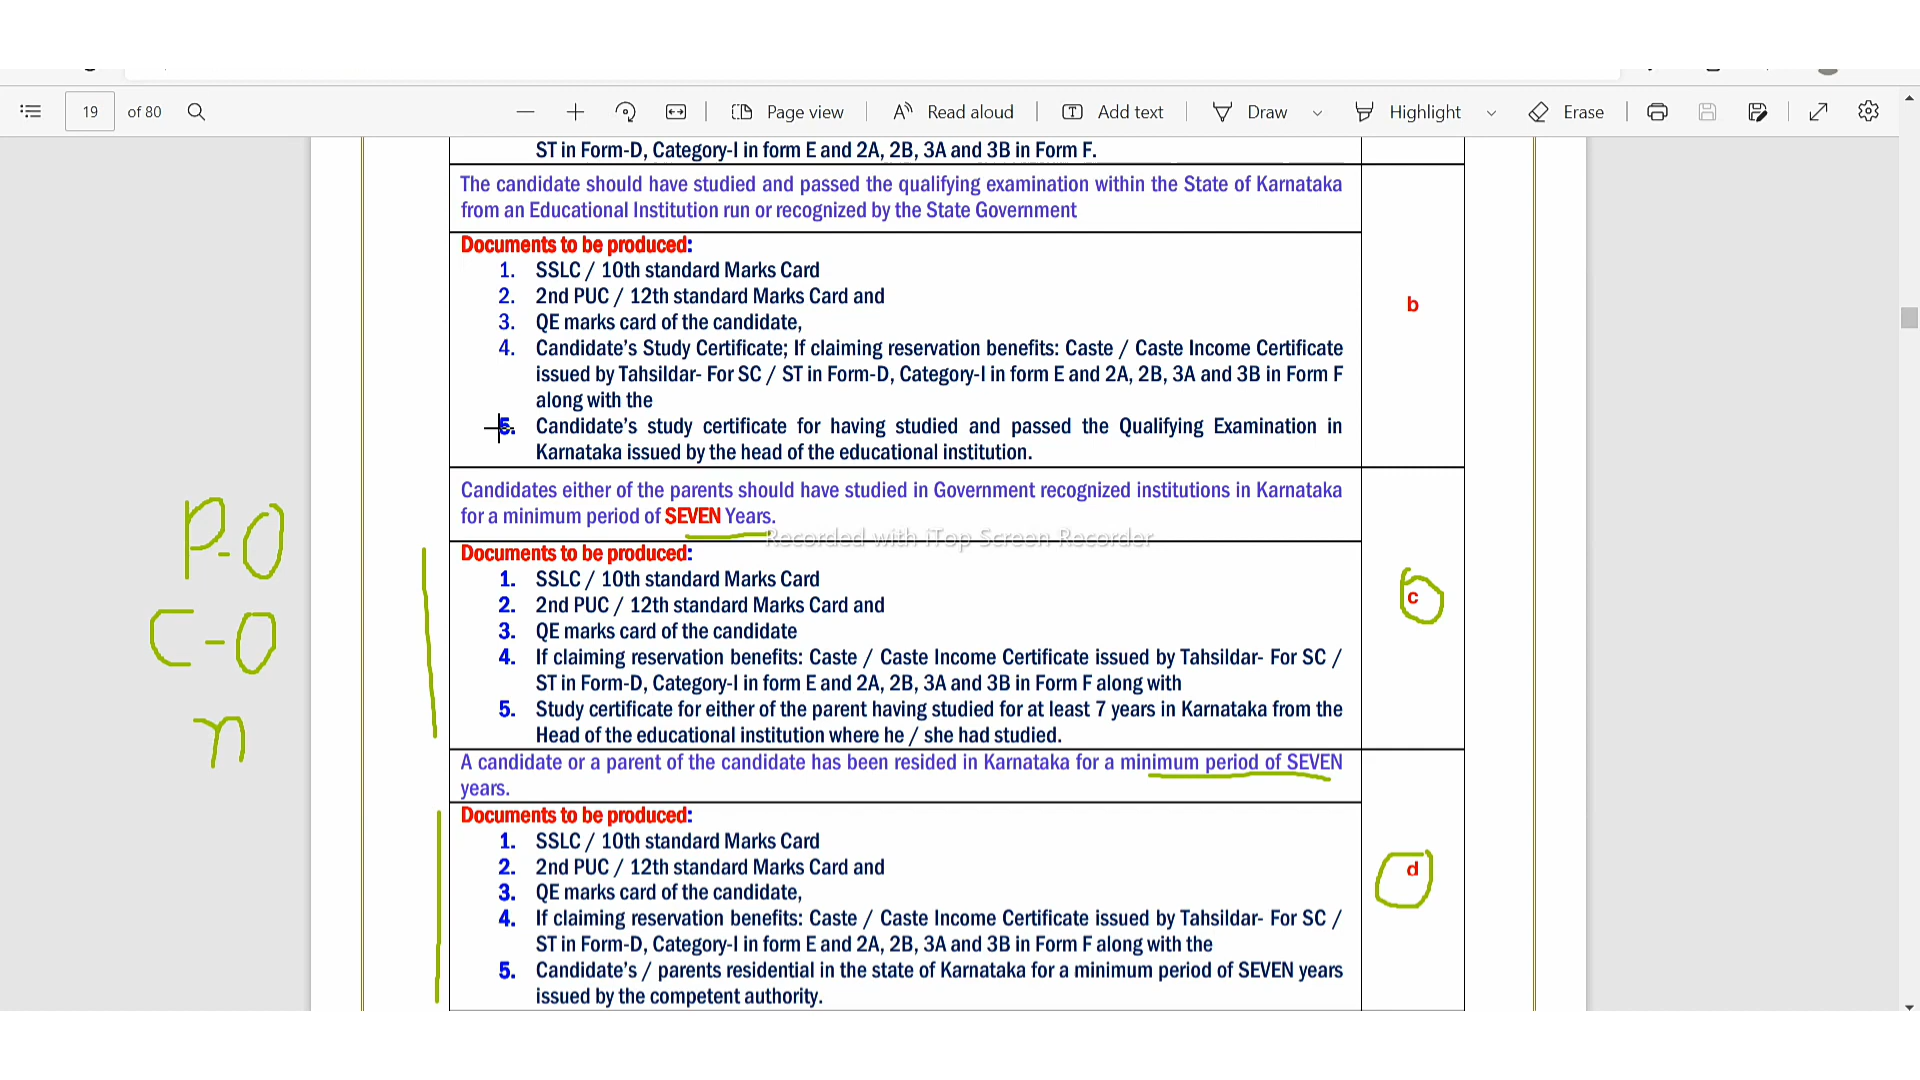 19 of 80 Page view Read aloud Add text Draw Highlight Erase
ST in Form-D, Category-I in form E and 2A, 2B, 3A and 3B in Form F.
The candidate should have studied and passed the qualifying examination within the State of Karnataka
from an Educational Institution run or recognized by the State Government
Documents to be produced:
1. SSLC / 10th standard Marks Card
2. 2nd PUC / 12th standard Marks Card and
3. QE marks card of the candidate,
4. Candidate's Study Certificate; If claiming reservation benefits: Caste / Caste Income Certificate
issued by Tahsildar- For SC / ST in Form-D, Category-I in form E and 2A, 2B, 3A and 3B in Form F
along with the
5. Candidate's study certificate for having studied and passed the Qualifying Examination in
Karnataka issued by the head of the educational institution.
b
Candidates either of the parents should have studied in Government recognized institutions in Karnataka
for a minimum period of SEVEN Years.
Recorded with iTop Screen Recorder
Documents to be produced:
1. SSLC / 10th standard Marks Card
2. 2nd PUC / 12th standard Marks Card and
3. QE marks card of the candidate
4. If claiming reservation benefits: Caste / Caste Income Certificate issued by Tahsildar- For SC /
ST in Form-D, Category-I in form E and 2A, 2B, 3A and 3B in Form F along with
5. Study certificate for either of the parent having studied for at least 7 years in Karnataka from the
Head of the educational institution where he / she had studied.
c
P-O
C-O
n
A candidate or a parent of the candidate has been resided in Karnataka for a minimum period of SEVEN
years.
Documents to be produced:
1. SSLC / 10th standard Marks Card
2. 2nd PUC / 12th standard Marks Card and
3. QE marks card of the candidate,
4. If claiming reservation benefits: Caste / Caste Income Certificate issued by Tahsildar- For SC /
ST in Form-D, Category-I in form E and 2A, 2B, 3A and 3B in Form F along with the
5. Candidate's / parents residential in the state of Karnataka for a minimum period of SEVEN years
issued by the competent authority.
d